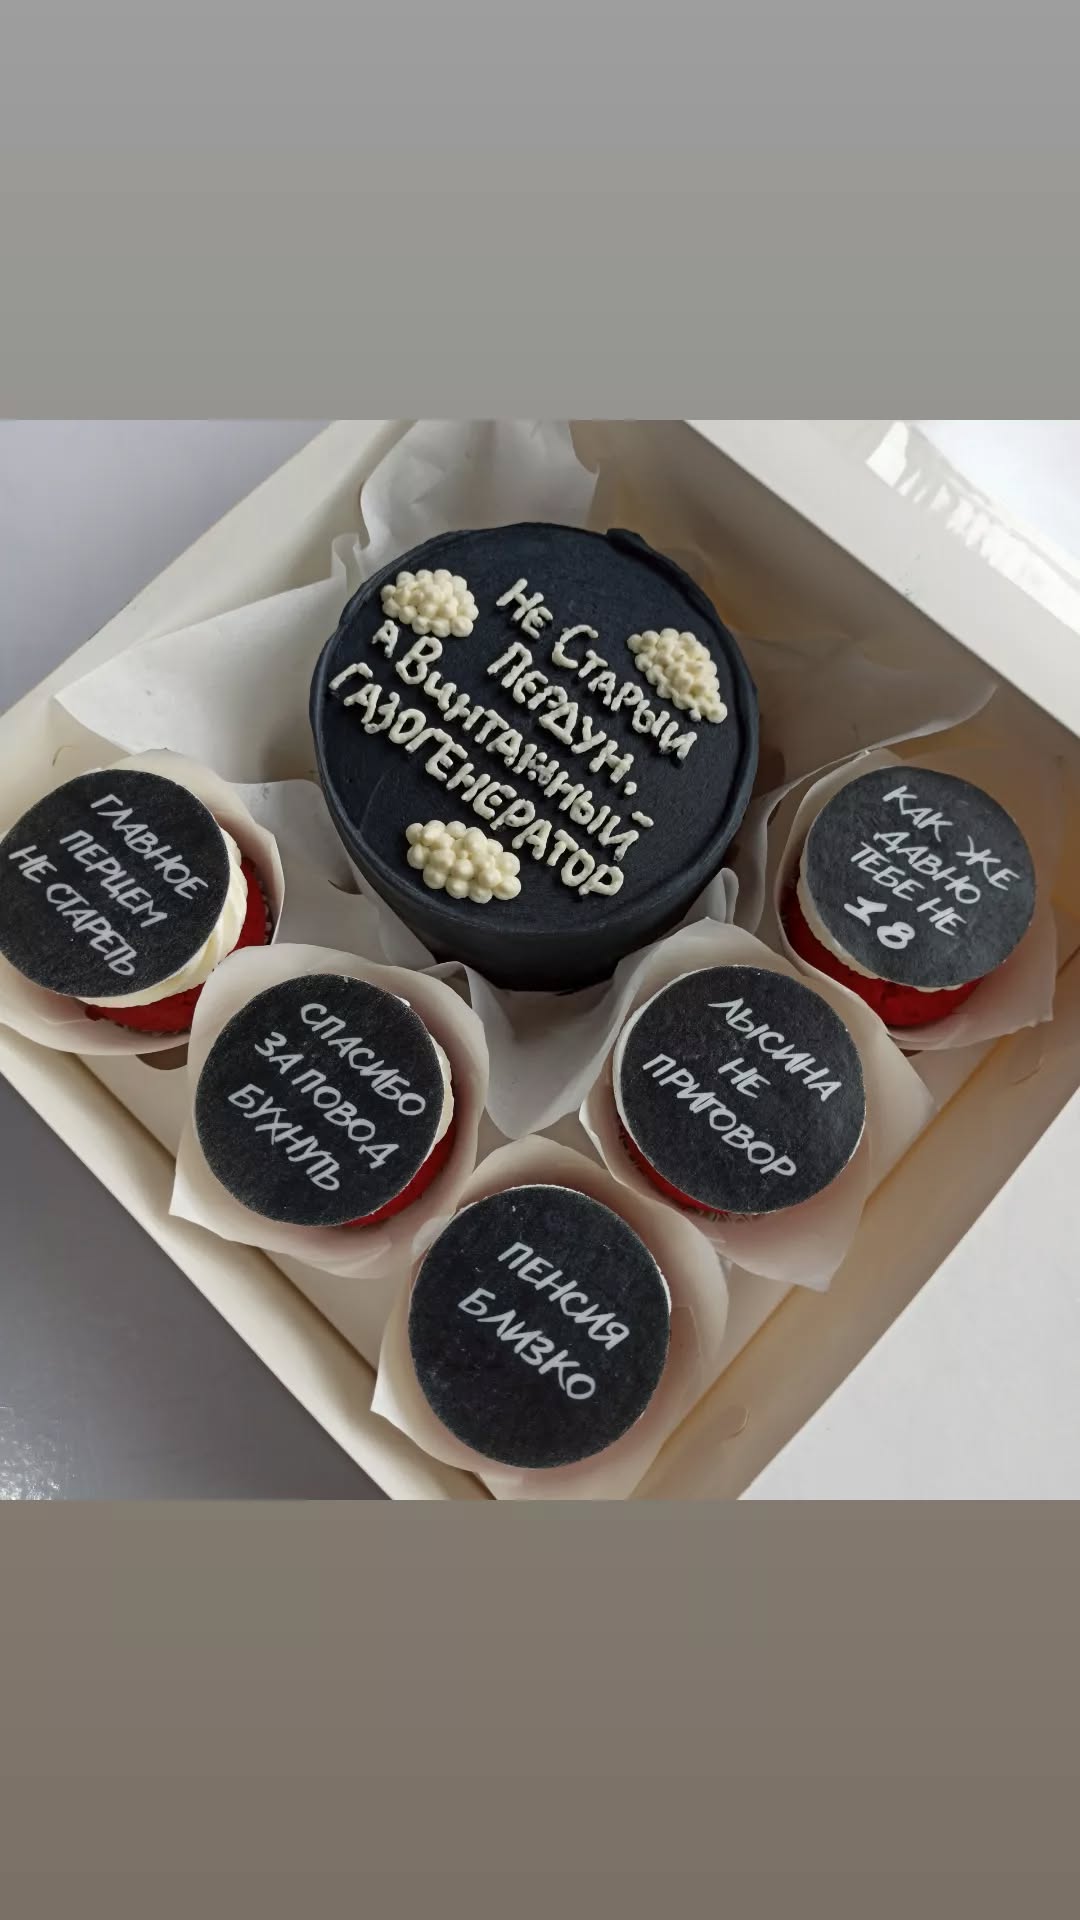 Не Старый
Пердун,
а Винтажный
Газогенератор
ГЛАВНОЕ
ПЕРЦЕМ
НЕ СТАРЕТЬ
КАК ЖЕ
ДАВНО
ТЕБЕ НЕ
18
СПАСИБО
ЗА ПОВОД
БУХНУТЬ
ЛЫСИНА
НЕ
ПРИГОВОР
ПЕНСИЯ
БЛИЗКО